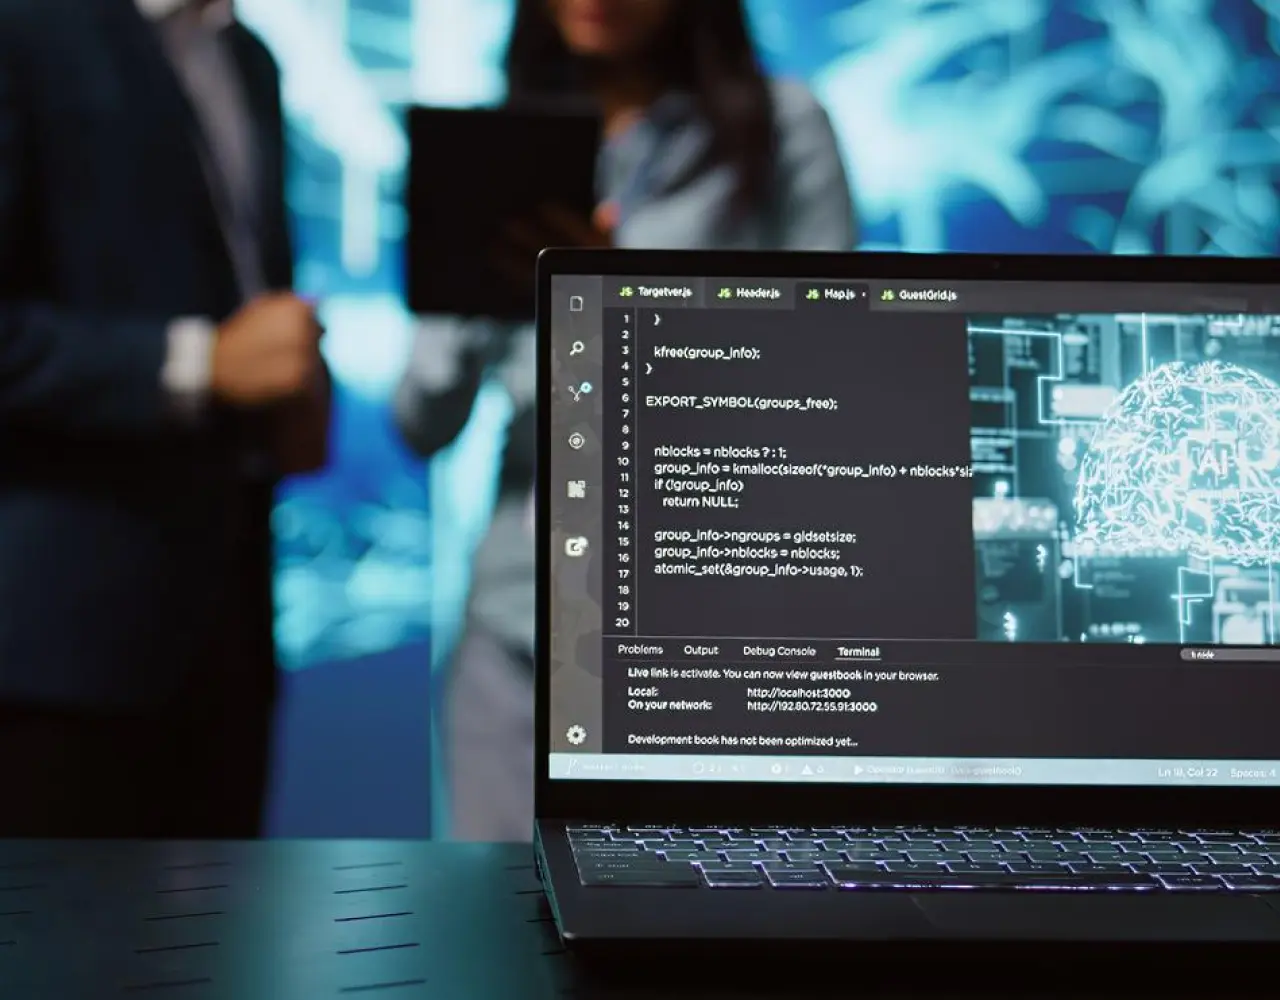 JS Targetver.js JS Header.js JS Map.js JS GuestGrid.js
1 }
2
3 kfree(group_info);
4 }
5
6 EXPORT_SYMBOL(groups_free);
7
8
9 nblocks = nblocks ? : 1;
10 group_info = kmalloc(sizeof(*group_info) + nblocks*siz
11 if (!group_info)
12 return NULL;
13
14
15 group_info->ngroups = gidsetsize;
16 group_info->nblocks = nblocks;
17 atomic_set(&group_info->usage, 1);
18
19
20
AI
Problems Output Debug Console Terminal
Live link is activate. You can now view guestbook in your browser.
Local: http://localhost:3000
On your network: http://192.80.72.55.91:3000
Development book has not been optimized yet...
Ln 18, Col 22 Spaces: 4